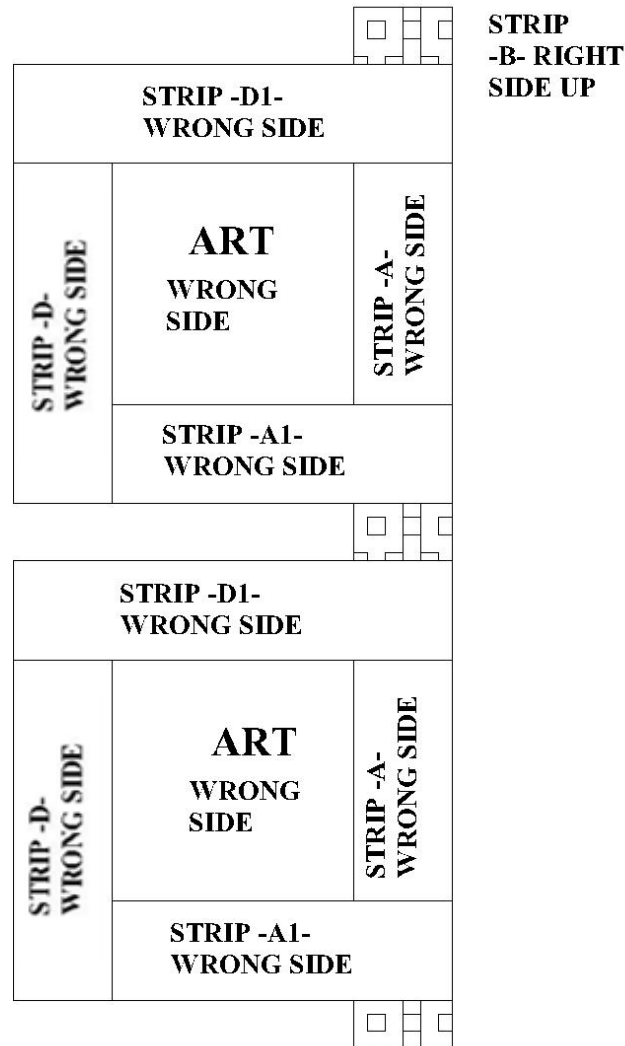 STRIP
-B- RIGHT
SIDE UP
STRIP -D1-
WRONG SIDE
STRIP -D-
WRONG SIDE
ART
WRONG
SIDE
STRIP -A-
WRONG SIDE
STRIP -A1-
WRONG SIDE
STRIP -D1-
WRONG SIDE
STRIP -D-
WRONG SIDE
ART
WRONG
SIDE
STRIP -A-
WRONG SIDE
STRIP -A1-
WRONG SIDE